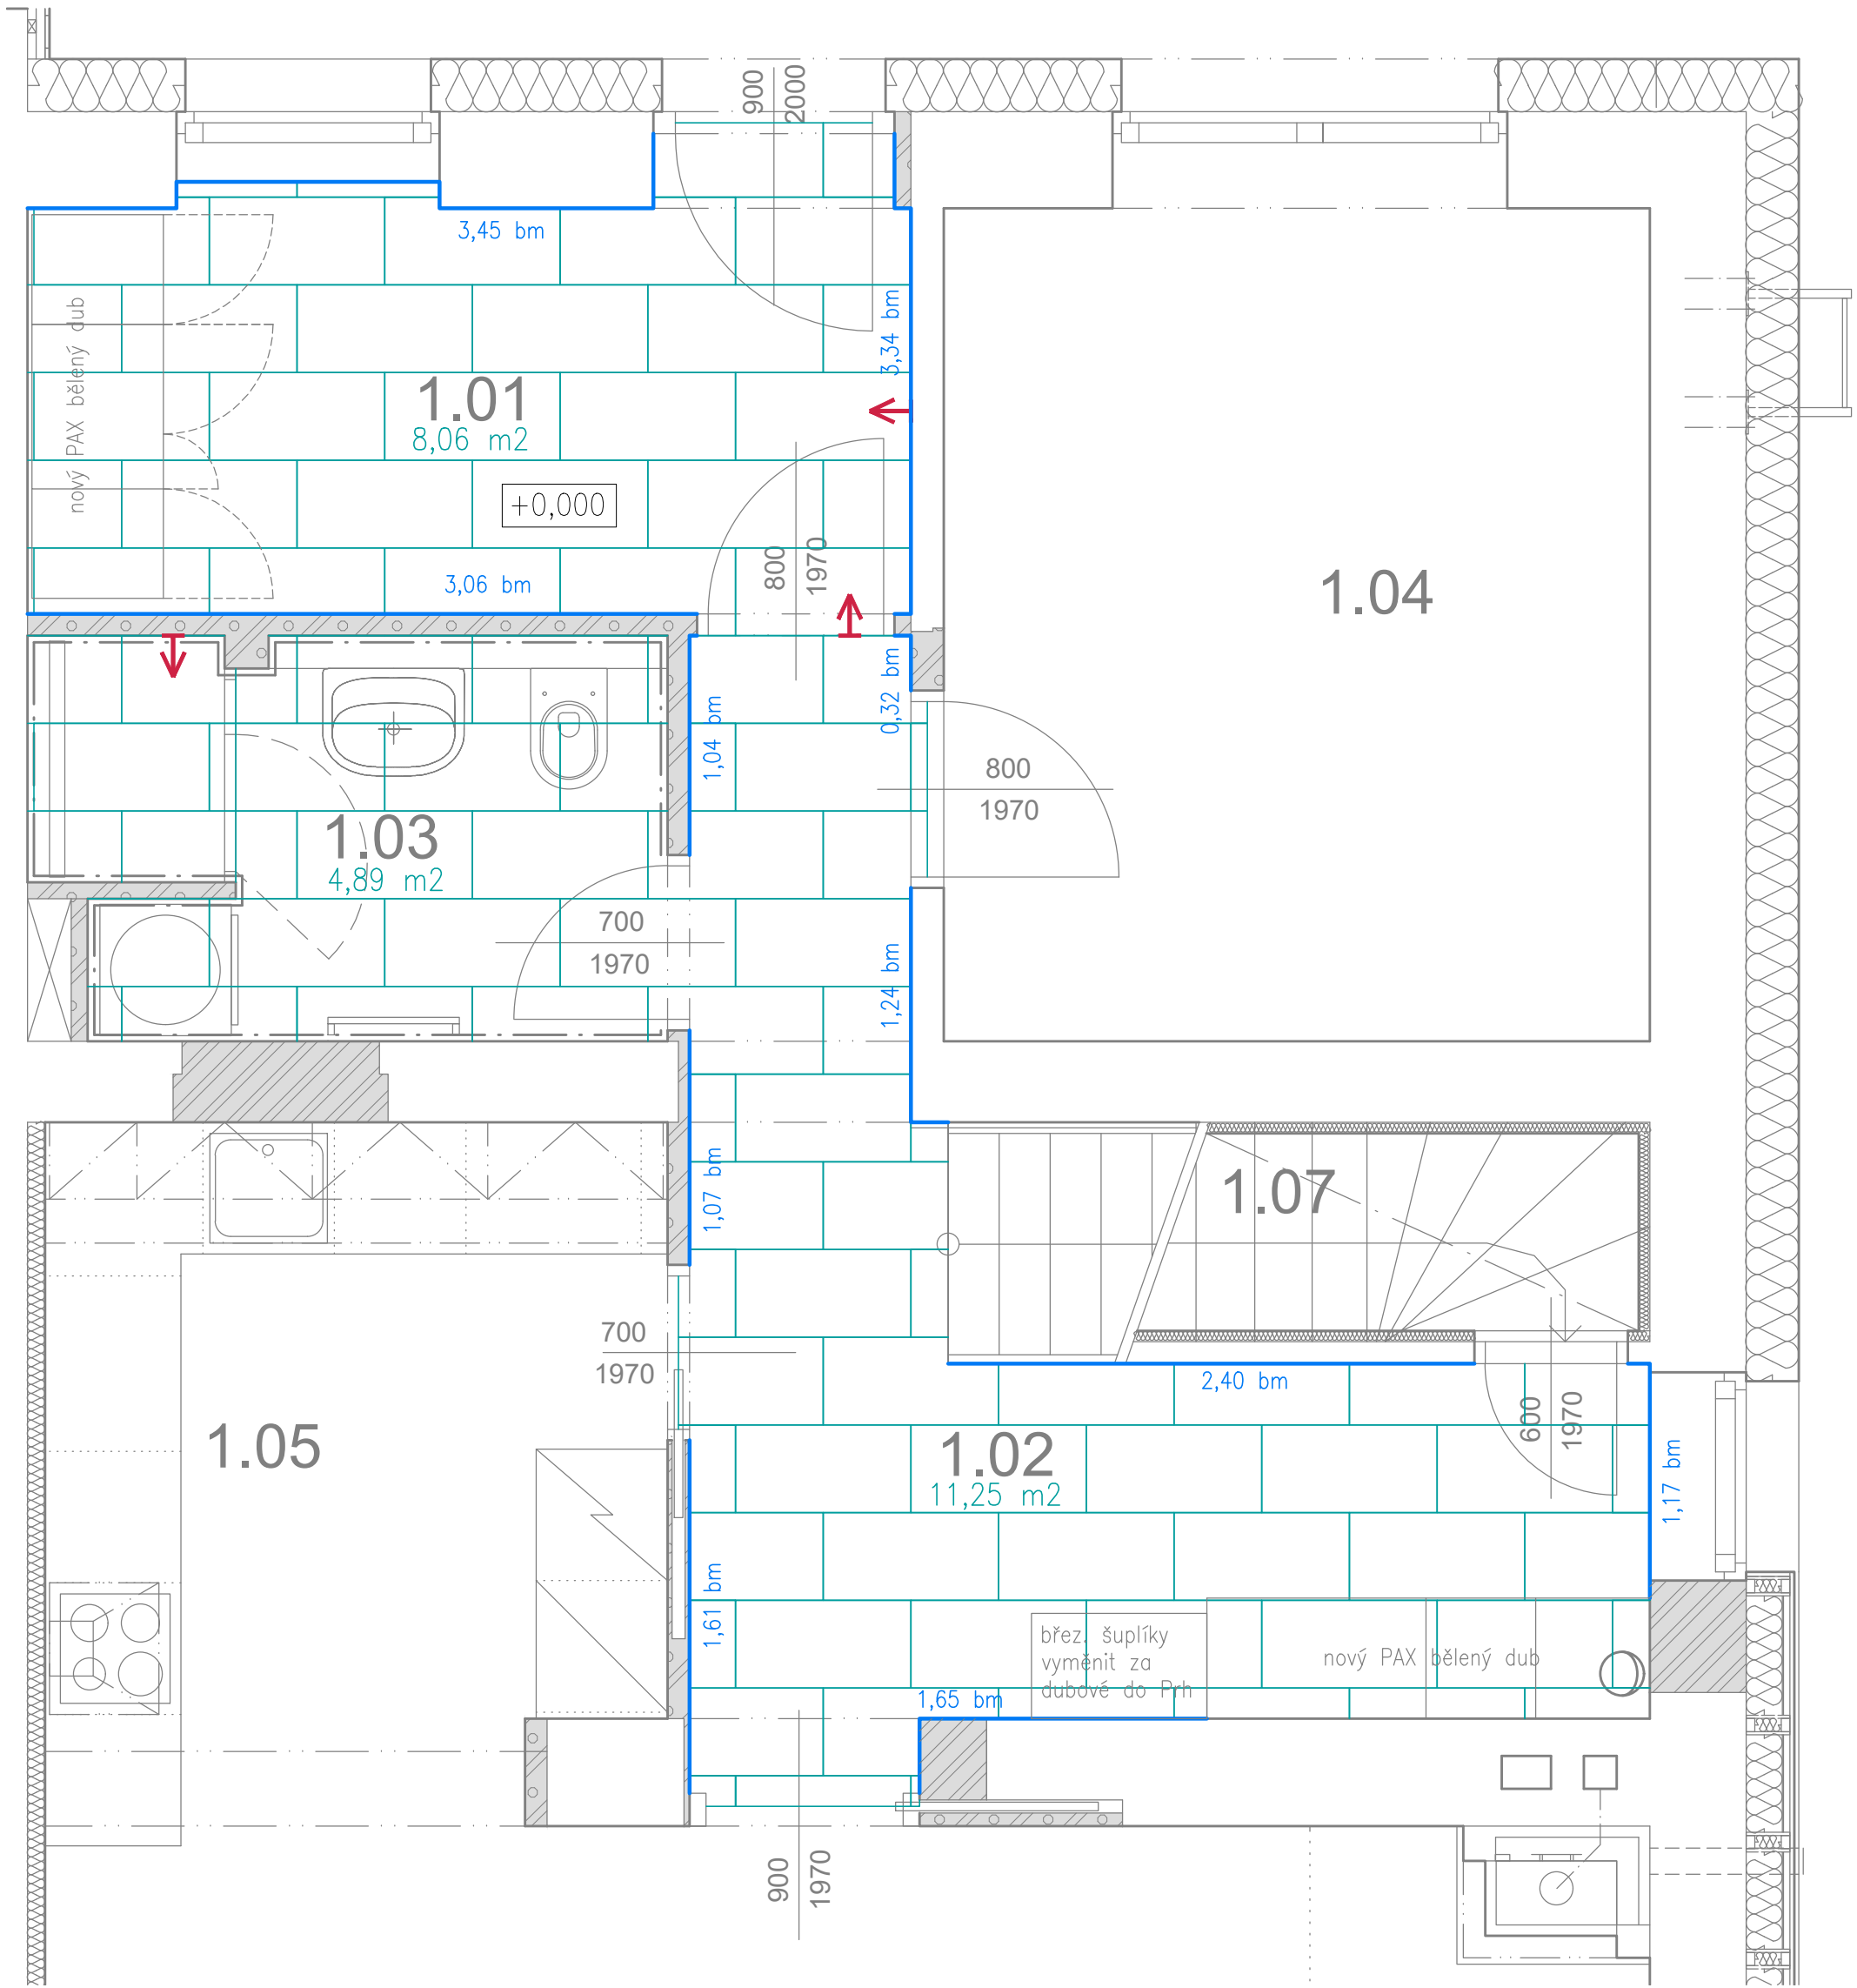 900
2000
3,45 bm
nový PAX bělený dub
3,34 bm
1.01
8,06 m2
+0,000
800
1970
3,06 bm
1.04
0,32 bm
1,04 bm
800
1970
1.03
4,89 m2
700
1970
1,24 bm
1,07 bm
1.07
700
1970
2,40 bm
600
1970
1.05
1.02
11,25 m2
1,17 bm
1,61 bm
břez. šuplíky
vyměnit za
dubové do Prh
nový PAX bělený dub
1,65 bm
900
1970